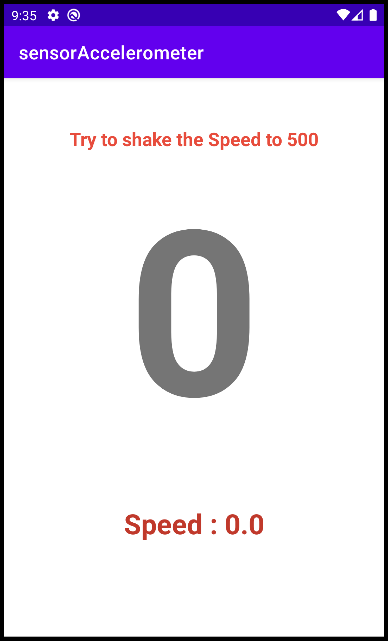 9:35
sensorAccelerometer
Try to shake the Speed to 500
0
Speed : 0.0